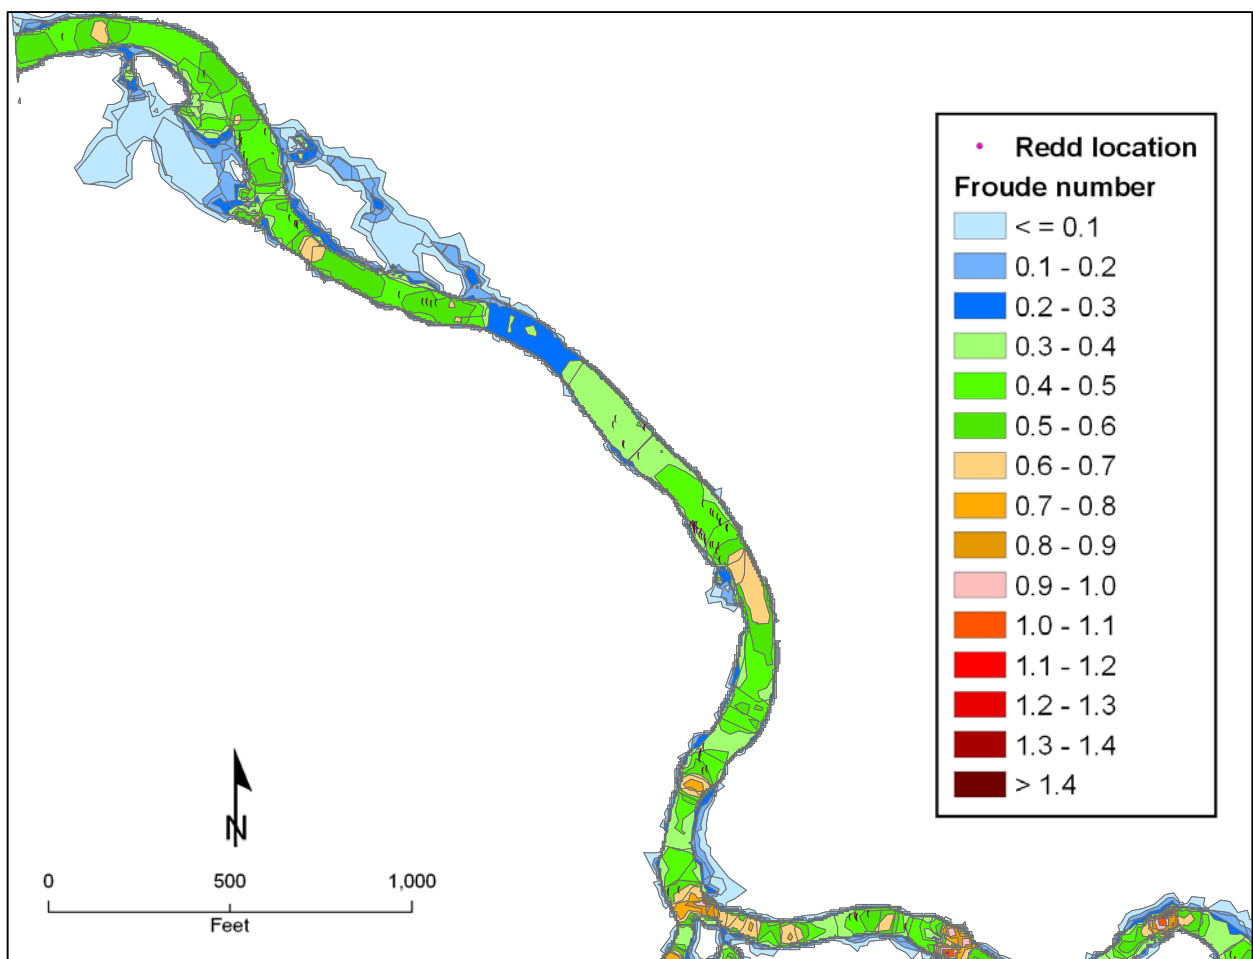 Redd location
Froude number
< = 0.1
0.1 - 0.2
0.2 - 0.3
0.3 - 0.4
0.4 - 0.5
0.5 - 0.6
0.6 - 0.7
0.7 - 0.8
0.8 - 0.9
0.9 - 1.0
1.0 - 1.1
1.1 - 1.2
1.2 - 1.3
1.3 - 1.4
> 1.4
N
0 500 1,000
Feet